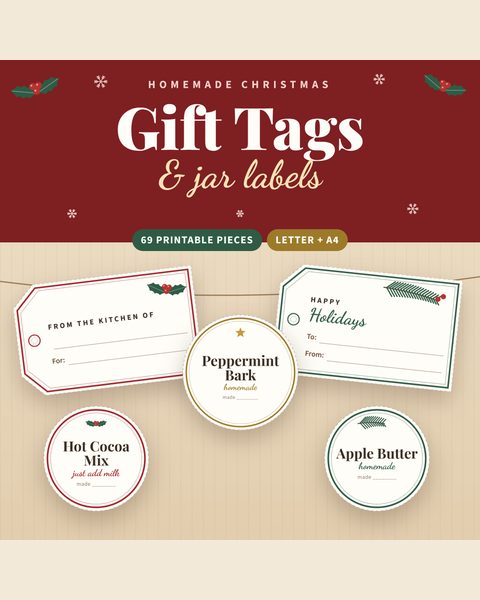 HOMEMADE CHRISTMAS
Gift Tags
& jar labels
69 PRINTABLE PIECES
LETTER + A4
FROM THE KITCHEN OF
For:
HAPPY
Holidays
To:
From:
Peppermint
Bark
homemade
made
Hot Cocoa
Mix
just add milk
made
Apple Butter
homemade
made